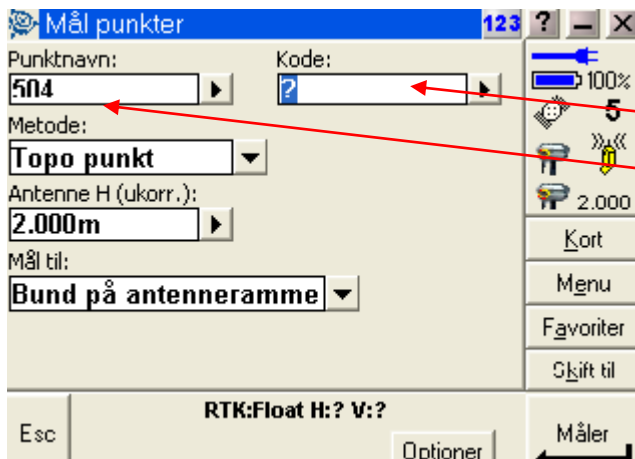 Mål punkter 123 ? – X
Punktnavn: Kode:
504 ?
Metode:
Topo punkt
Antenne H (ukorr.):
2.000m
Mål til:
Bund på antenneramme
100%
5
2.000
Kort
Menu
Favoriter
Skift til
RTK:Float H:? V:?
Esc
Optioner
Måler